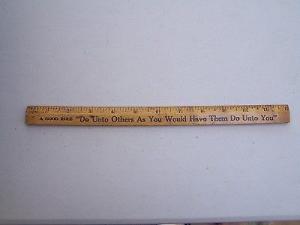 A GOOD RULE "Do Unto Others As You Would Have Them Do Unto You"